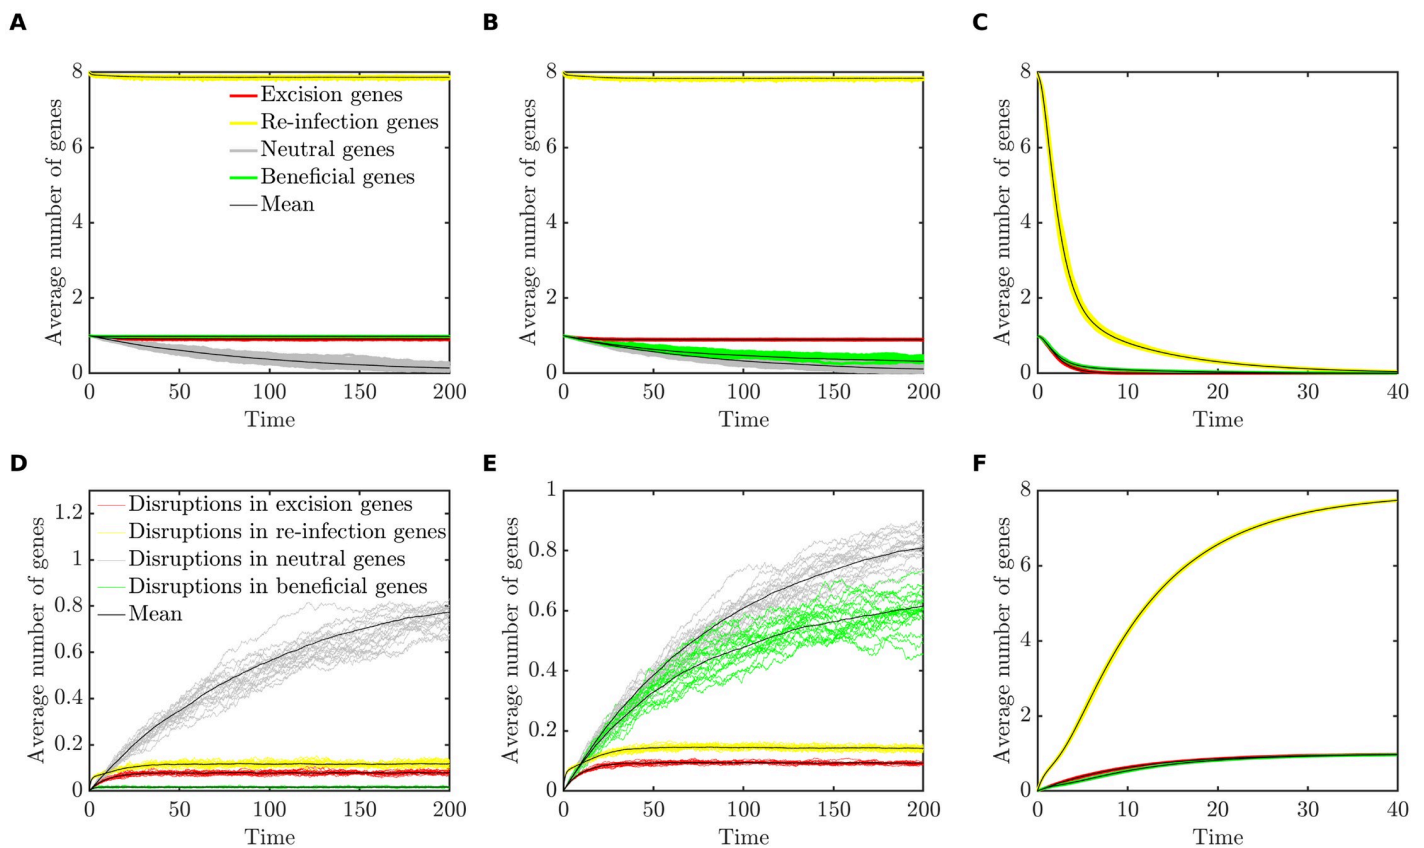 A
B
C
8
6
4
2
0
Average number of genes
0 50 100 150 200
Time
Excision genes
Re-infection genes
Neutral genes
Beneficial genes
Mean
8
6
4
2
0
Average number of genes
0 50 100 150 200
Time
8
6
4
2
0
Average number of genes
0 10 20 30 40
Time
D
E
F
1.2
1
0.8
0.6
0.4
0.2
0
Average number of genes
0 50 100 150 200
Time
Disruptions in excision genes
Disruptions in re-infection genes
Disruptions in neutral genes
Disruptions in beneficial genes
Mean
1
0.8
0.6
0.4
0.2
0
Average number of genes
0 50 100 150 200
Time
8
6
4
2
0
Average number of genes
0 10 20 30 40
Time